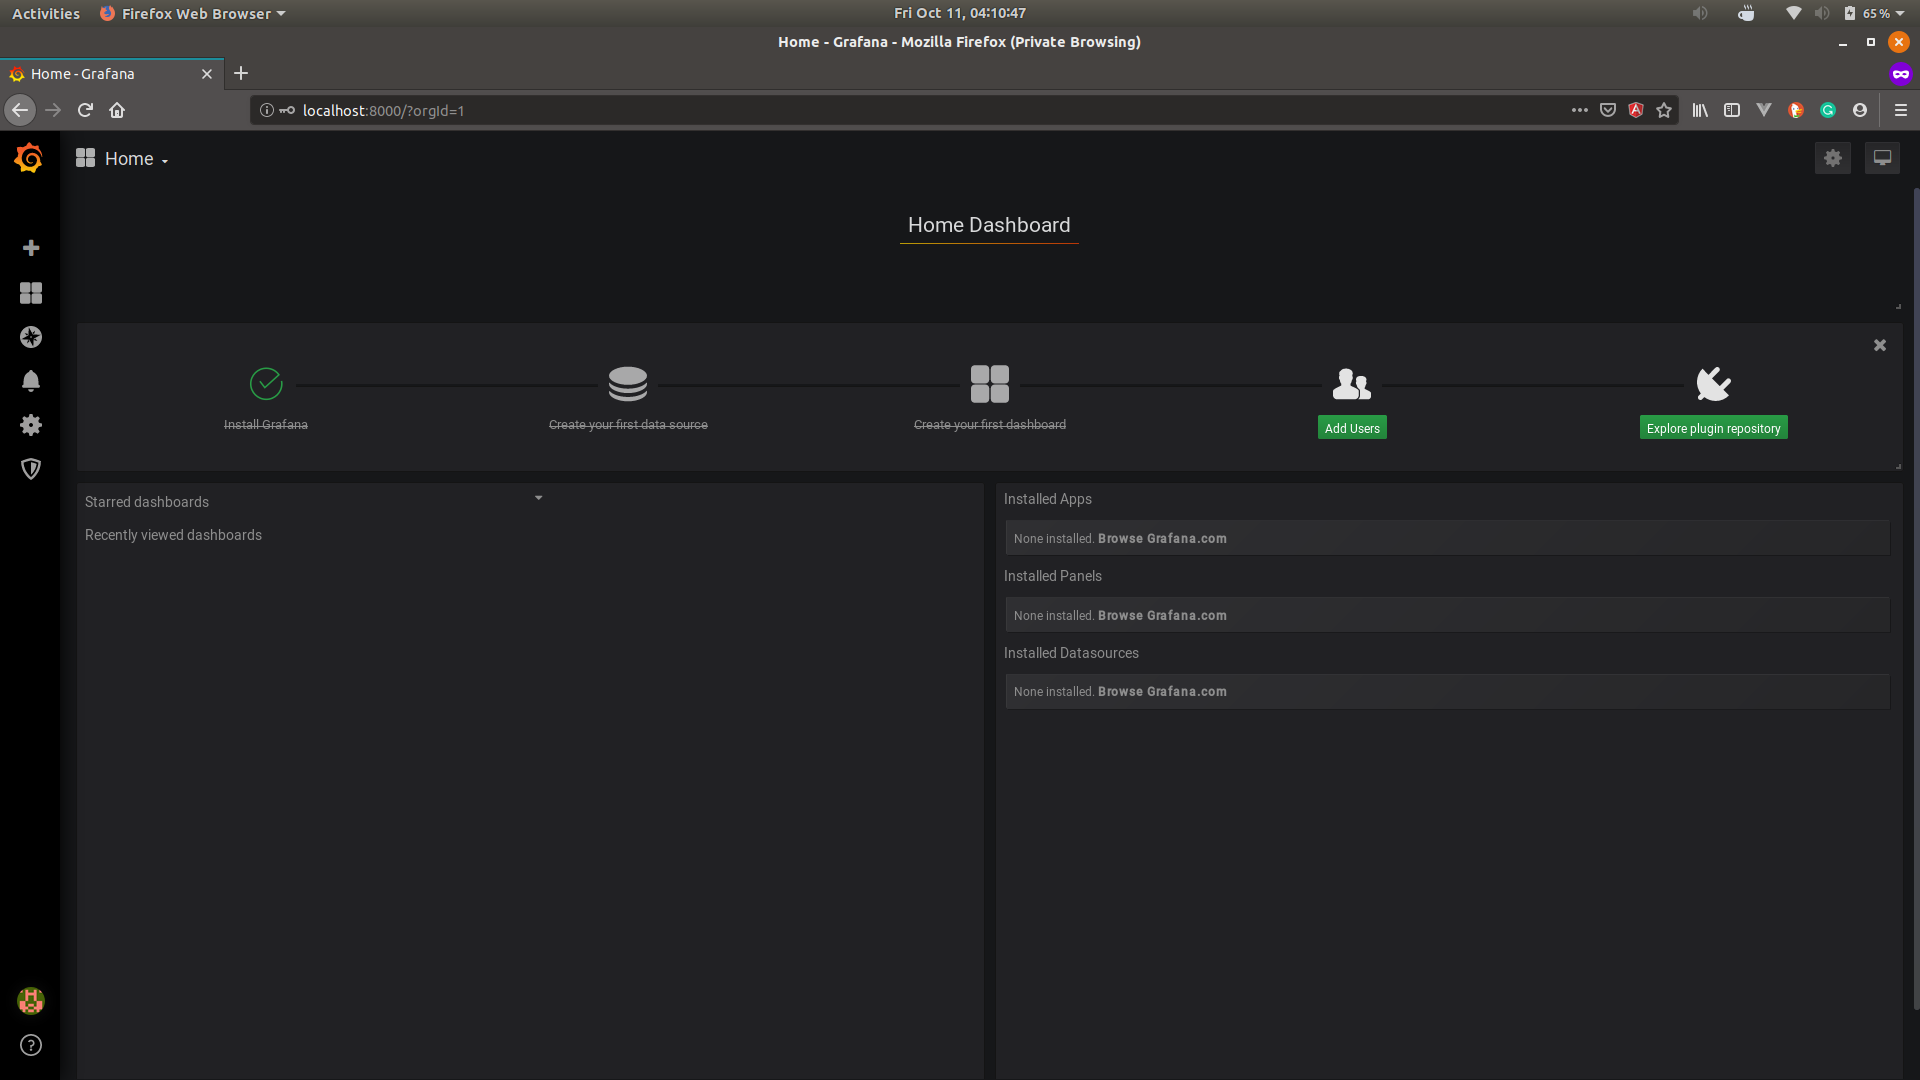 Activities
Firefox Web Browser
Fri Oct 11, 04:10:47
65 %
Home - Grafana - Mozilla Firefox (Private Browsing)
Home - Grafana
localhost:8000/?orgId=1
Home
Home Dashboard
Install Grafana
Create your first data source
Create your first dashboard
Add Users
Explore plugin repository
Starred dashboards
Recently viewed dashboards
Installed Apps
None installed. Browse Grafana.com
Installed Panels
None installed. Browse Grafana.com
Installed Datasources
None installed. Browse Grafana.com